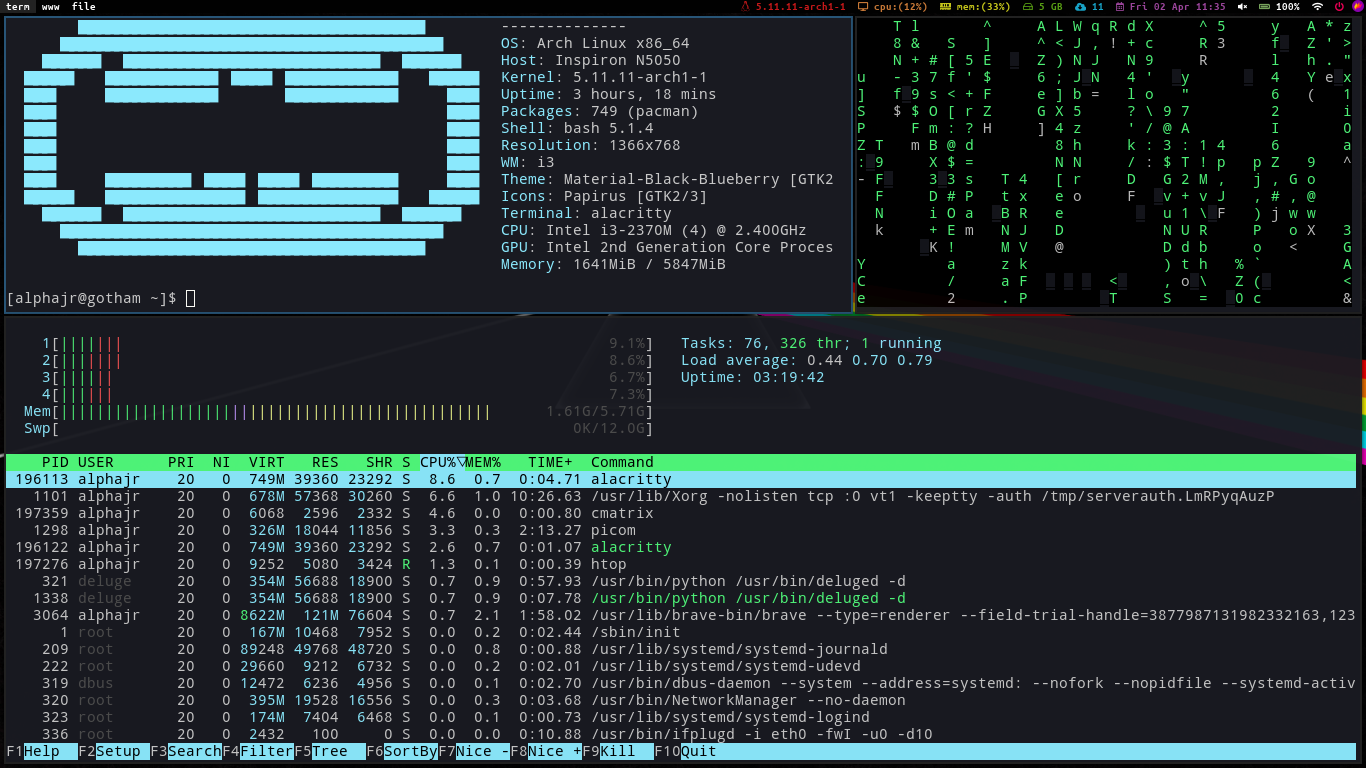 term www file 5.11.11-arch1-1 cpu:(12%) mem:(33%) 5 GB 11 Fri 02 Apr 11:35 100%
--------------
OS: Arch Linux x86_64
Host: Inspiron N5050
Kernel: 5.11.11-arch1-1
Uptime: 3 hours, 18 mins
Packages: 749 (pacman)
Shell: bash 5.1.4
Resolution: 1366x768
WM: i3
Theme: Material-Black-Blueberry [GTK2
Icons: Papirus [GTK2/3]
Terminal: alacritty
CPU: Intel i3-2370M (4) @ 2.400GHz
GPU: Intel 2nd Generation Core Proces
Memory: 1641MiB / 5847MiB
[alphajr@gotham ~]$
1[||||||| 9.1%] Tasks: 76, 326 thr; 1 running
2[||||||| 8.6%] Load average: 0.44 0.70 0.79
3[|||||| 6.7%] Uptime: 03:19:42
4[|||||| 7.3%]
Mem[|||||||||||||||||||||||||||||||||||||||||||||||| 1.61G/5.71G]
Swp[ 0K/12.0G]
PID USER PRI NI VIRT RES SHR S CPU%▽MEM% TIME+ Command
196113 alphajr 20 0 749M 39360 23292 S 8.6 0.7 0:04.71 alacritty
1101 alphajr 20 0 678M 57368 30260 S 6.6 1.0 10:26.63 /usr/lib/Xorg -nolisten tcp :0 vt1 -keeptty -auth /tmp/serverauth.LmRPyqAuzP
197359 alphajr 20 0 6068 2596 2332 S 4.6 0.0 0:00.80 cmatrix
1298 alphajr 20 0 326M 18044 11856 S 3.3 0.3 2:13.27 picom
196122 alphajr 20 0 749M 39360 23292 S 2.6 0.7 0:01.07 alacritty
197276 alphajr 20 0 9252 5080 3424 R 1.3 0.1 0:00.39 htop
321 deluge 20 0 354M 56688 18900 S 0.7 0.9 0:57.93 /usr/bin/python /usr/bin/deluged -d
1338 deluge 20 0 354M 56688 18900 S 0.7 0.9 0:07.78 /usr/bin/python /usr/bin/deluged -d
3064 alphajr 20 0 8622M 121M 76604 S 0.7 2.1 1:58.02 /usr/lib/brave-bin/brave --type=renderer --field-trial-handle=3877987131982332163,123
1 root 20 0 167M 10468 7952 S 0.0 0.2 0:02.44 /sbin/init
209 root 20 0 89248 49768 48720 S 0.0 0.8 0:00.88 /usr/lib/systemd/systemd-journald
222 root 20 0 29660 9212 6732 S 0.0 0.2 0:02.01 /usr/lib/systemd/systemd-udevd
319 dbus 20 0 12472 6236 4956 S 0.0 0.1 0:02.70 /usr/bin/dbus-daemon --system --address=systemd: --nofork --nopidfile --systemd-activ
320 root 20 0 395M 19528 16556 S 0.0 0.3 0:03.68 /usr/bin/NetworkManager --no-daemon
323 root 20 0 174M 7404 6468 S 0.0 0.1 0:00.73 /usr/lib/systemd/systemd-logind
336 root 20 0 2432 100 0 S 0.0 0.0 0:10.88 /usr/bin/ifplugd -i eth0 -fwI -u0 -d10
F1Help F2Setup F3SearchF4FilterF5Tree F6SortByF7Nice -F8Nice +F9Kill F10Quit